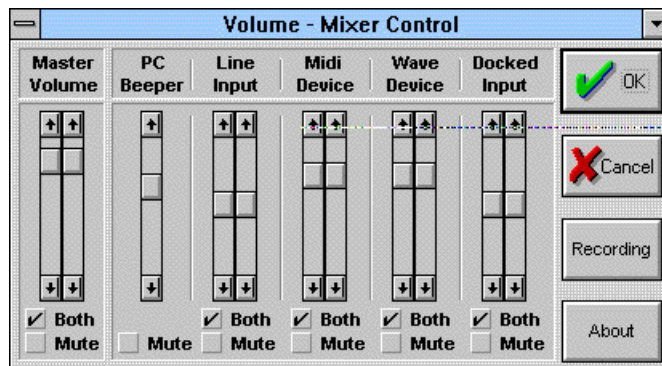 Volume - Mixer Control
Master Volume
PC Beeper
Line Input
Midi Device
Wave Device
Docked Input
OK
Cancel
Recording
About
Both
Mute
Mute
Both
Mute
Both
Mute
Both
Mute
Both
Mute